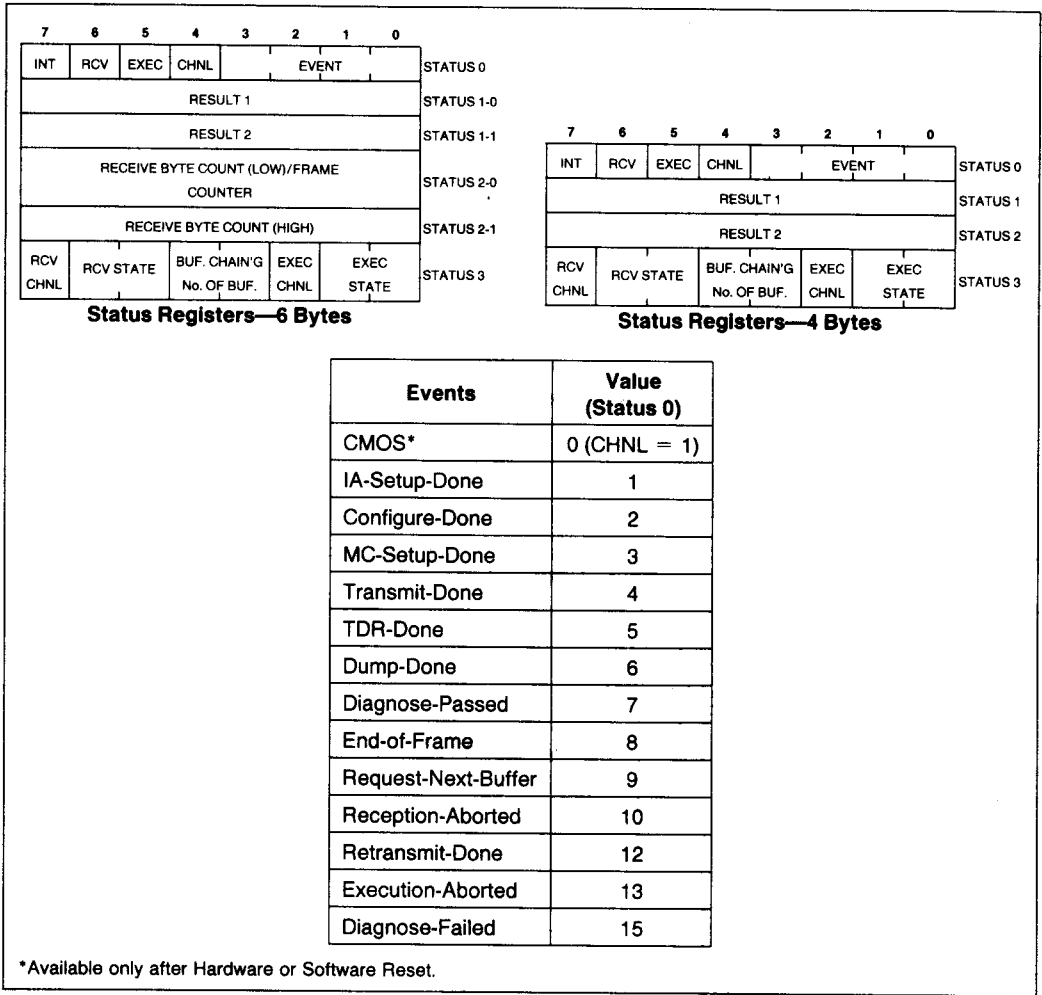 7 6 5 4 3 2 1 0
INT RCV EXEC CHNL EVENT STATUS 0
RESULT 1 STATUS 1-0
RESULT 2 STATUS 1-1
RECEIVE BYTE COUNT (LOW)/FRAME
COUNTER STATUS 2-0
RECEIVE BYTE COUNT (HIGH) STATUS 2-1
RCV CHNL RCV STATE BUF. CHAIN'G No. OF BUF. EXEC CHNL EXEC STATE STATUS 3
Status Registers—6 Bytes
7 6 5 4 3 2 1 0
INT RCV EXEC CHNL EVENT STATUS 0
RESULT 1 STATUS 1
RESULT 2 STATUS 2
RCV CHNL RCV STATE BUF. CHAIN'G No. OF BUF. EXEC CHNL EXEC STATE STATUS 3
Status Registers—4 Bytes
Events Value (Status 0)
CMOS* 0 (CHNL = 1)
IA-Setup-Done 1
Configure-Done 2
MC-Setup-Done 3
Transmit-Done 4
TDR-Done 5
Dump-Done 6
Diagnose-Passed 7
End-of-Frame 8
Request-Next-Buffer 9
Reception-Aborted 10
Retransmit-Done 12
Execution-Aborted 13
Diagnose-Failed 15
*Available only after Hardware or Software Reset.